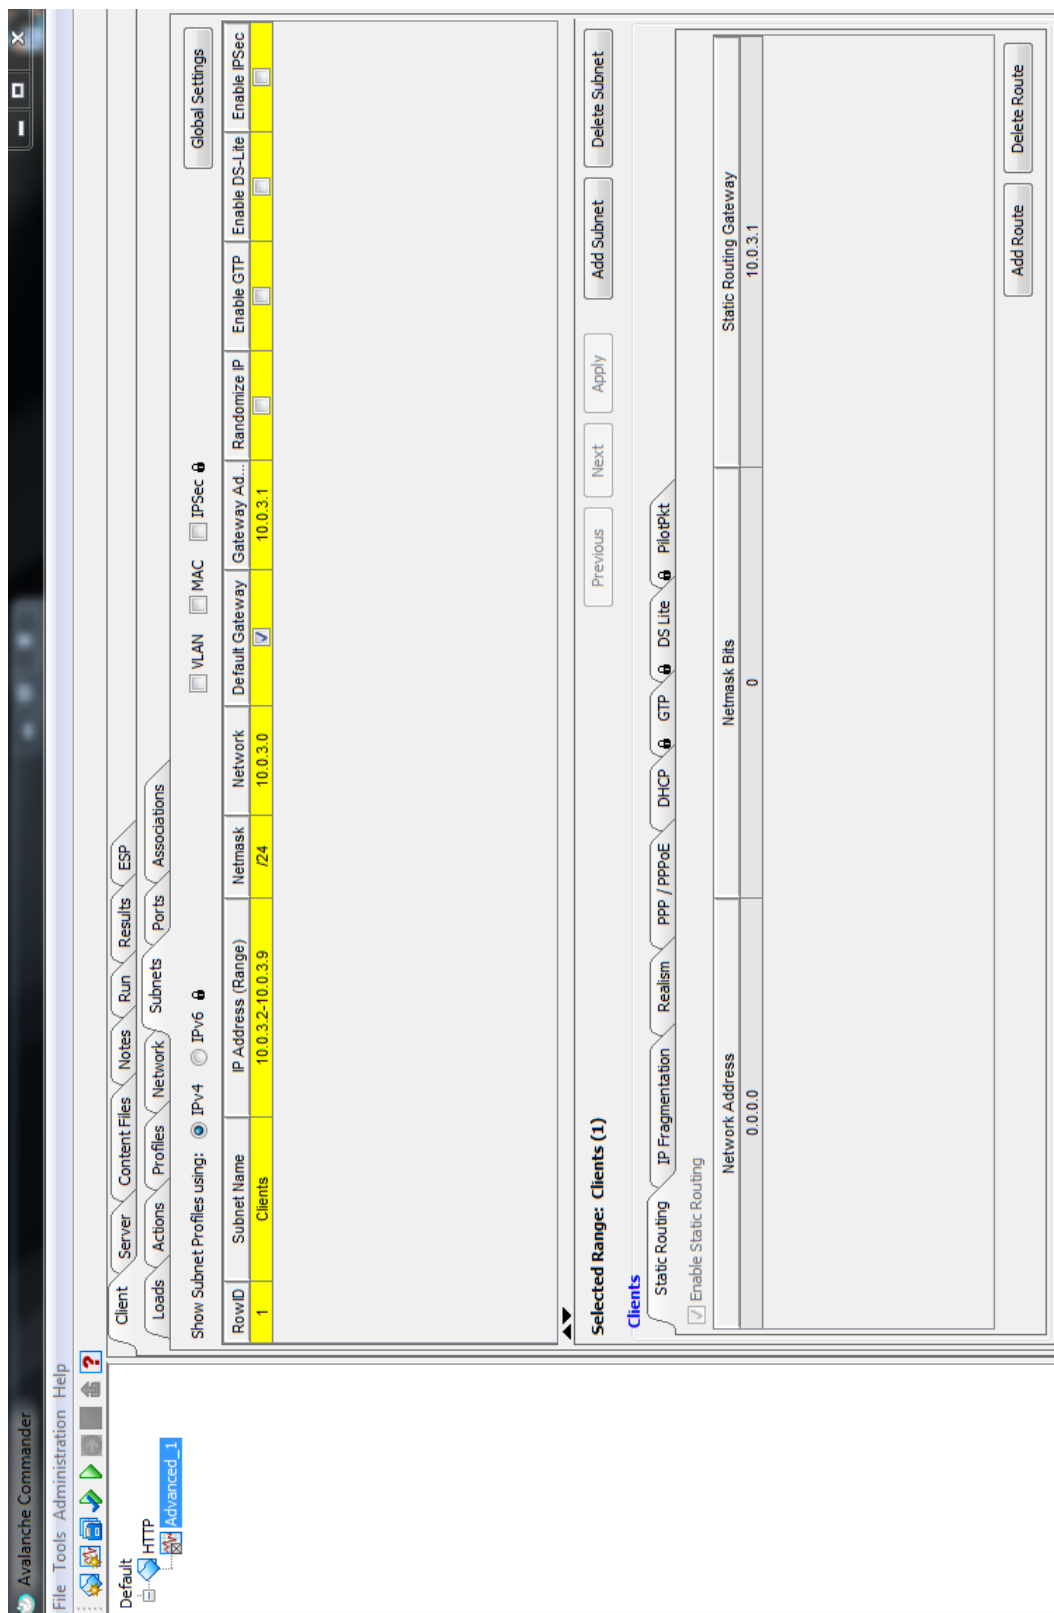 Avalanche Commander
File Tools Administration Help
Default
HTTP
Advanced_1
Client Server Content Files Notes Run Results ESP
Loads Actions Profiles Network Subnets Ports Associations
Show Subnet Profiles using: IPv4 IPv6 VLAN MAC IPSec Global Settings
RowID Subnet Name IP Address (Range) Netmask Network Default Gateway Gateway Ad... Randomize IP Enable GTP Enable DS-Lite Enable IPSec
1 Clients 10.0.3.2-10.0.3.9 /24 10.0.3.0 10.0.3.1
Selected Range: Clients (1) Previous Next Apply Add Subnet Delete Subnet
Clients
Static Routing IP Fragmentation Realism PPP / PPPoE DHCP GTP DS Lite PilotPkt
Enable Static Routing
Network Address Netmask Bits Static Routing Gateway
0.0.0.0 0 10.0.3.1
Add Route Delete Route